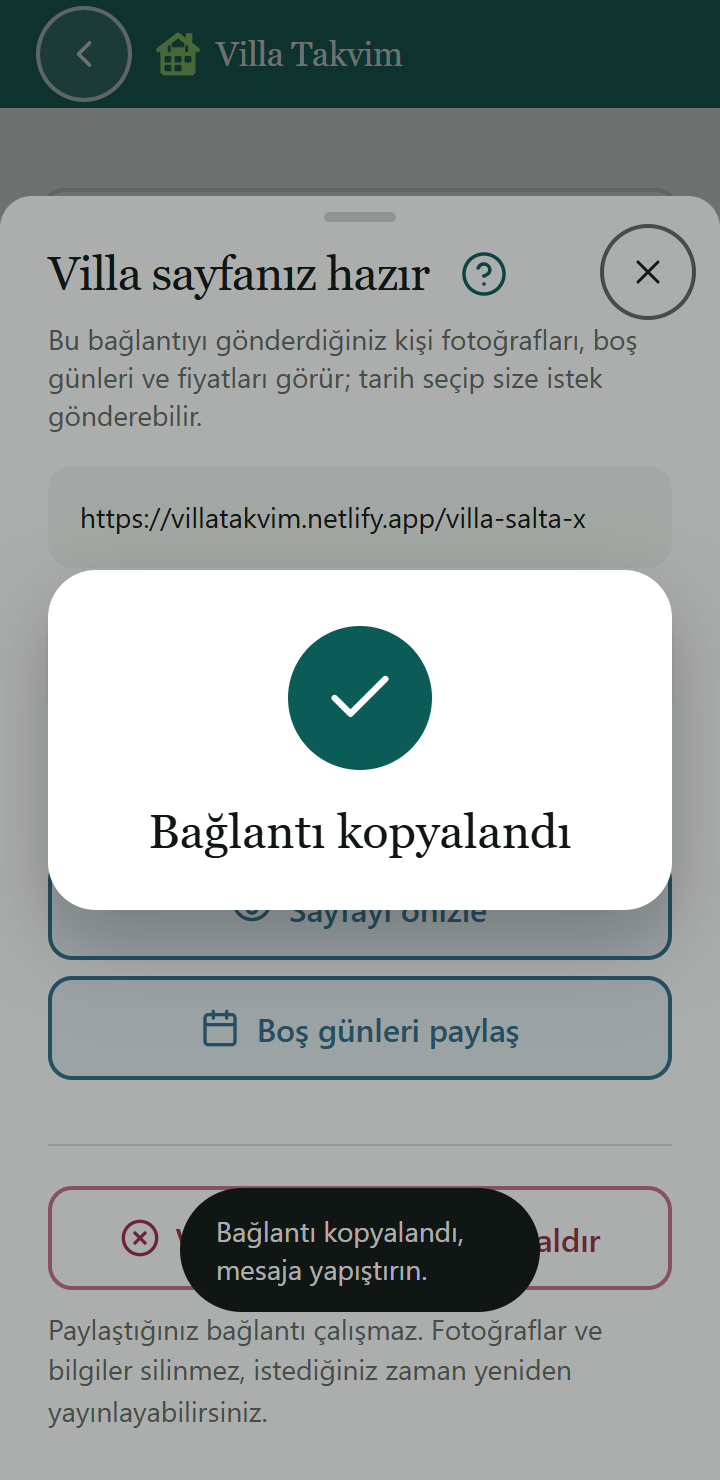 Villa Takvim
Villa sayfanız hazır
Bu bağlantıyı gönderdiğiniz kişi fotoğrafları, boş
günleri ve fiyatları görür; tarih seçip size istek
gönderebilir.
https://villatakvim.netlify.app/villa-salta-x
Bağlantı kopyalandı
Sayfayı önizle
Boş günleri paylaş
Bağlantı kopyalandı,
mesaja yapıştırın.
Paylaştığınız bağlantı çalışmaz. Fotoğraflar ve
bilgiler silinmez, istediğiniz zaman yeniden
yayınlayabilirsiniz.